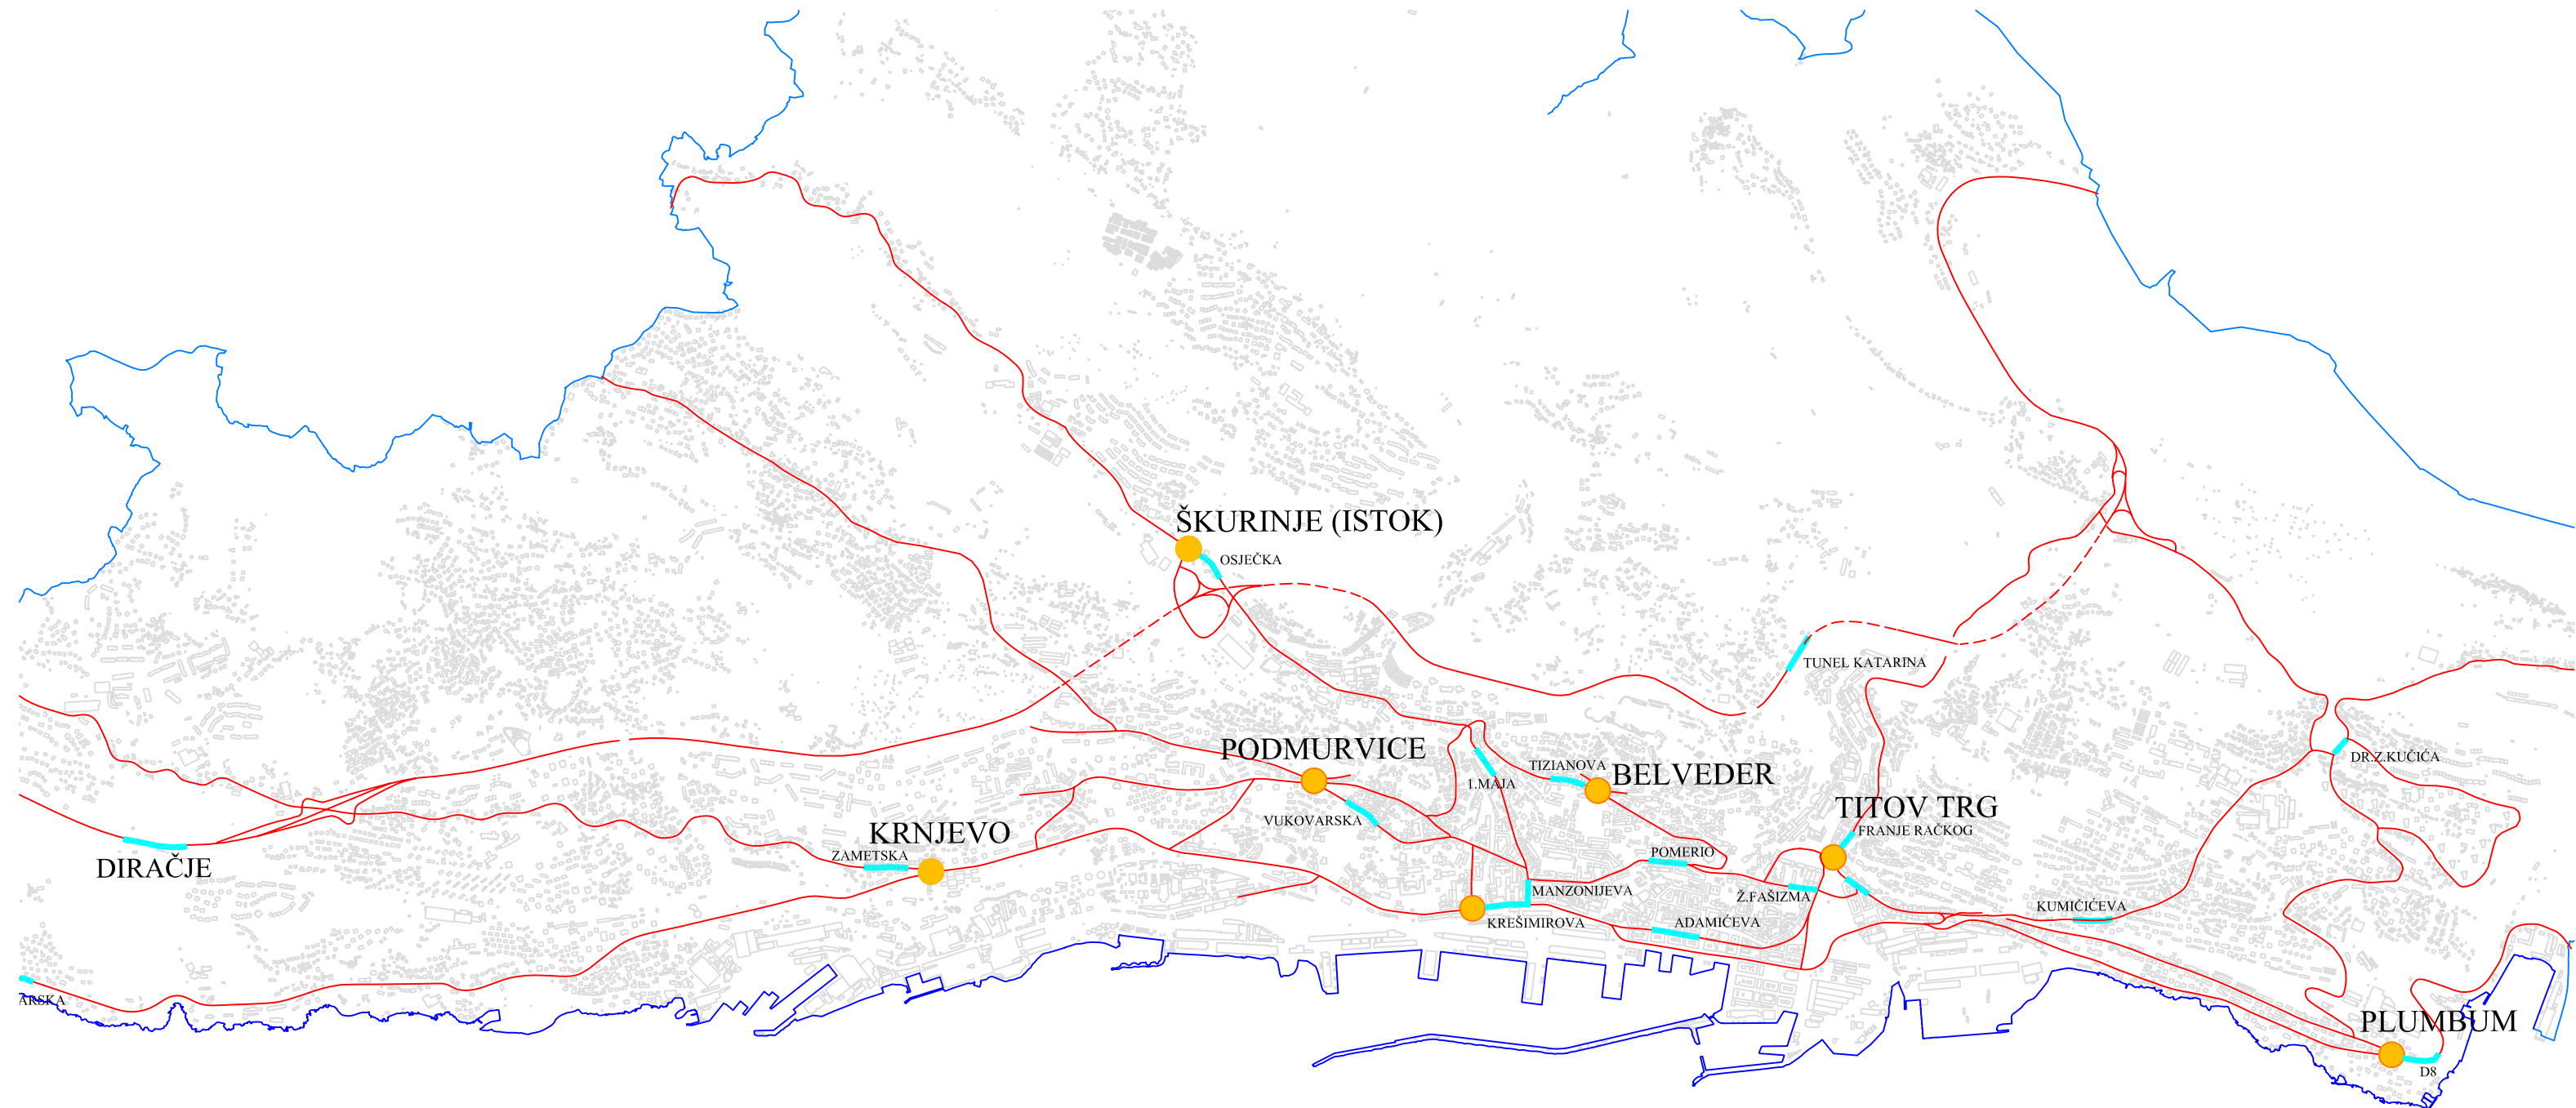 ŠKURINJE (ISTOK)
OSJEČKA
TUNEL KATARINA
PODMURVICE
TIZIANOVA
BELVEDER
1.MAJA
DR.Z.KUČIĆA
TITOV TRG
VUKOVARSKA
FRANJE RAČKOG
KRNJEVO
ZAMETSKA
POMERIO
DIRAČJE
MANZONIJEVA
Ž.FAŠIZMA
KUMIČIĆEVA
KREŠIMIROVA
ADAMIĆEVA
ARSKA
PLUMBUM
D8